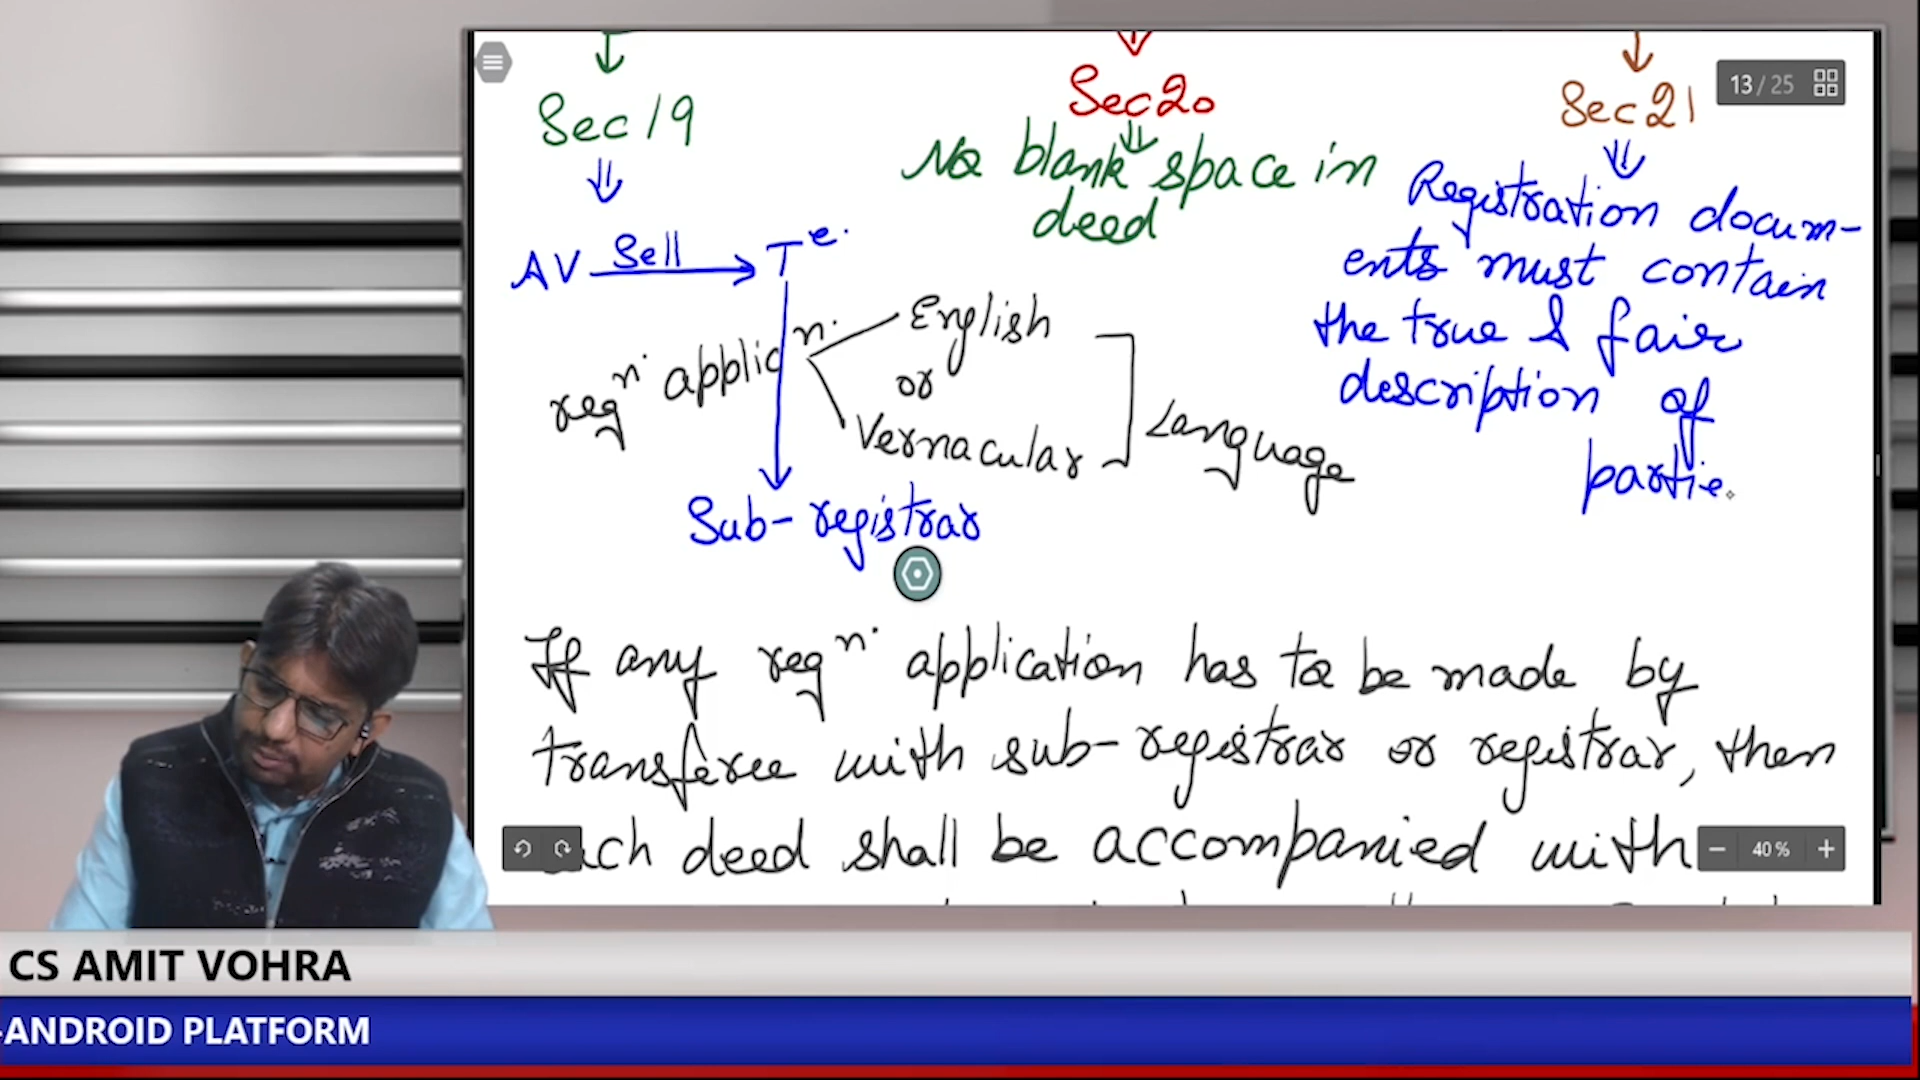 Sec 19
Sec 20
Sec 21
13 / 25
No blank space in
deed
Registration docum-
ents must contain
the true & fair
description of
partie
AV Sell Te.
regn. applicn.
English
or
Vernacular
Language
Sub-registrar
If any regn. application has to be made by
transferee with sub-registrar or registrar, then
such deed shall be accompanied with
40 %
CS AMIT VOHRA
-ANDROID PLATFORM